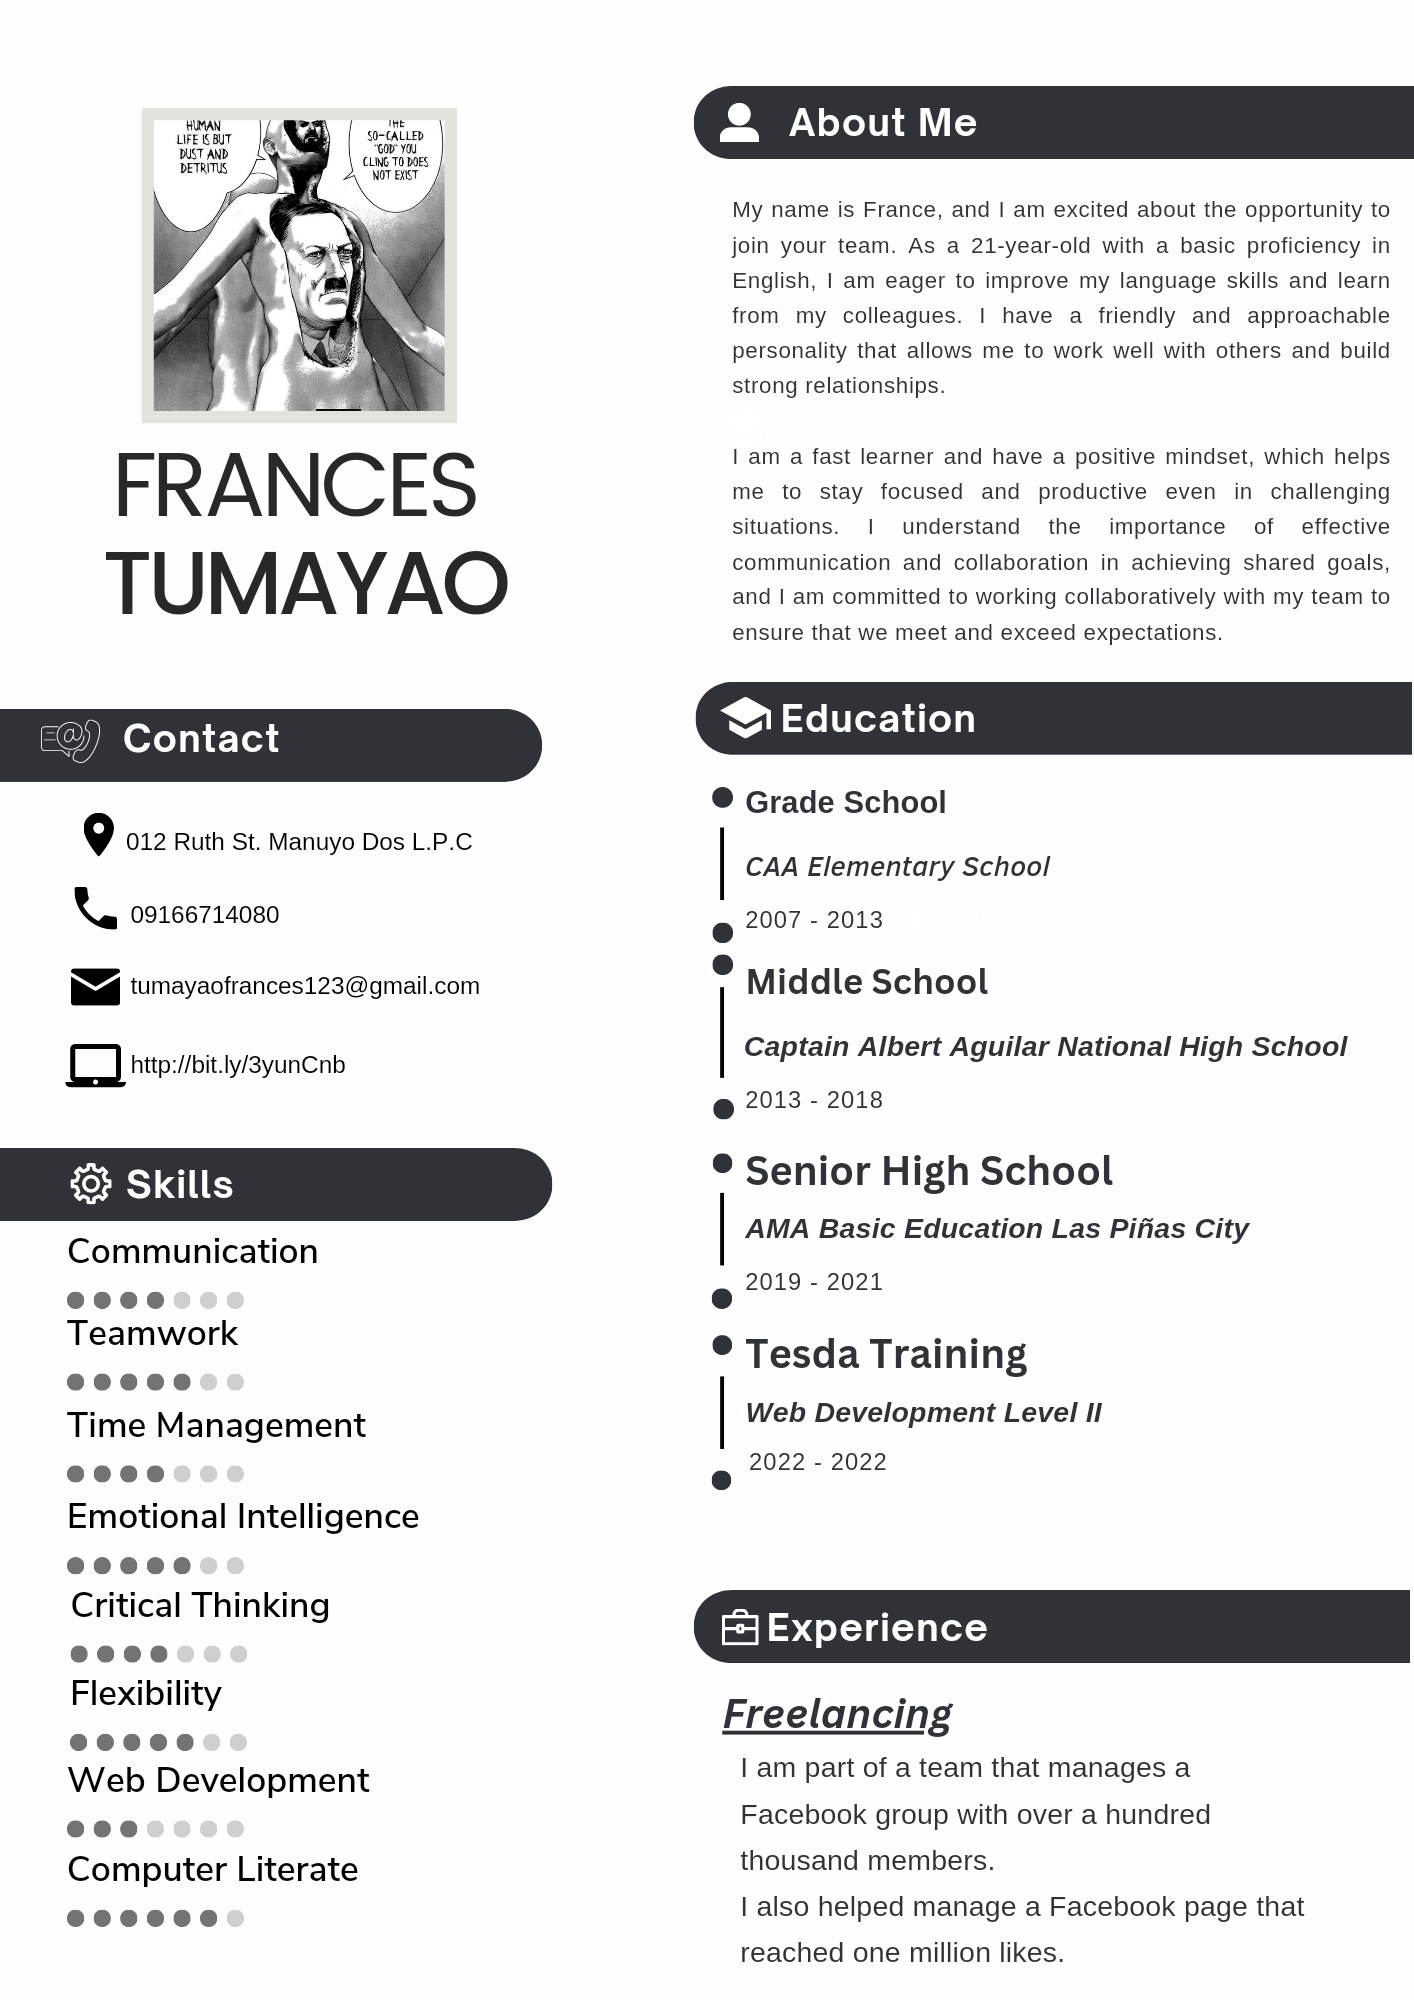 HUMAN
LIFE IS BUT
DUST AND
DETRITUS
THE
SO-CALLED
"GOD" YOU
CLING TO DOES
NOT EXIST
FRANCES
TUMAYAO
Contact
012 Ruth St. Manuyo Dos L.P.C
09166714080
tumayaofrances123@gmail.com
http://bit.ly/3yunCnb
Skills
Communication
Teamwork
Time Management
Emotional Intelligence
Critical Thinking
Flexibility
Web Development
Computer Literate
About Me
My name is France, and I am excited about the opportunity to
join your team. As a 21-year-old with a basic proficiency in
English, I am eager to improve my language skills and learn
from my colleagues. I have a friendly and approachable
personality that allows me to work well with others and build
strong relationships.
I am a fast learner and have a positive mindset, which helps
me to stay focused and productive even in challenging
situations. I understand the importance of effective
communication and collaboration in achieving shared goals,
and I am committed to working collaboratively with my team to
ensure that we meet and exceed expectations.
Education
Grade School
CAA Elementary School
2007 - 2013
Middle School
Captain Albert Aguilar National High School
2013 - 2018
Senior High School
AMA Basic Education Las Piñas City
2019 - 2021
Tesda Training
Web Development Level II
2022 - 2022
Experience
Freelancing
I am part of a team that manages a
Facebook group with over a hundred
thousand members.
I also helped manage a Facebook page that
reached one million likes.